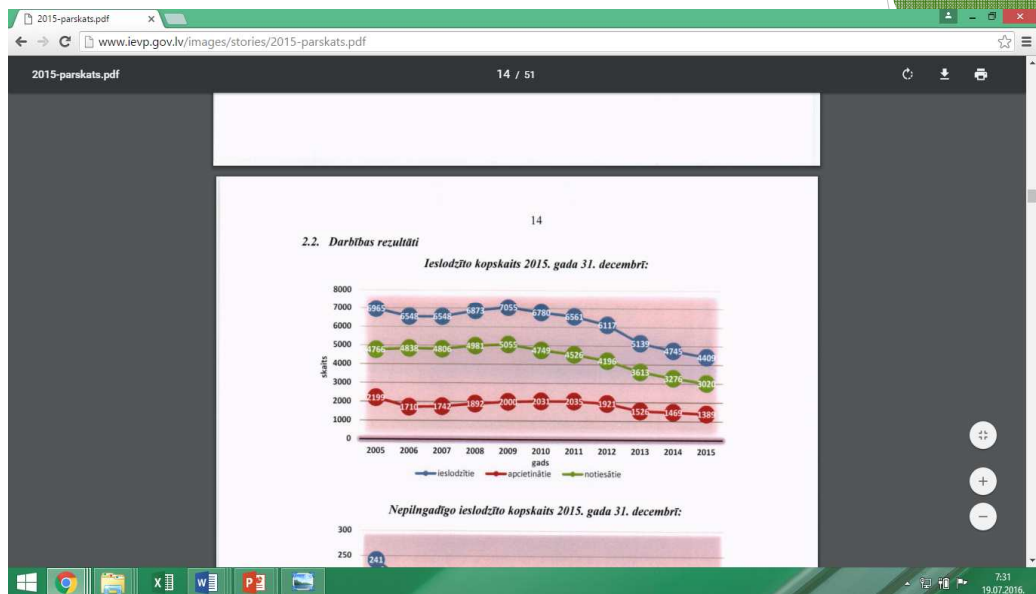 2015-parskats.pdf
www.ievp.gov.lv/images/stories/2015-parskats.pdf
2015-parskats.pdf
14 / 51
14
2.2. Darbības rezultāti
Ieslodzīto kopskaits 2015. gada 31. decembrī:
8000
7000
6000
5000
4000
3000
2000
1000
0
skaits
6965 6548 6548 6873 7055 6780 6561 6117 5139 4745 4409
4766 4838 4806 4981 5055 4749 4526 4196 3613 3276 3020
2199 1710 1742 1892 2000 2031 2035 1921 1526 1469 1389
2005 2006 2007 2008 2009 2010 2011 2012 2013 2014 2015
gads
ieslodzītie apcietinātie notiesātie
Nepilngadīgo ieslodzīto kopskaits 2015. gada 31. decembrī:
300
250
241
7:31
19.07.2016.